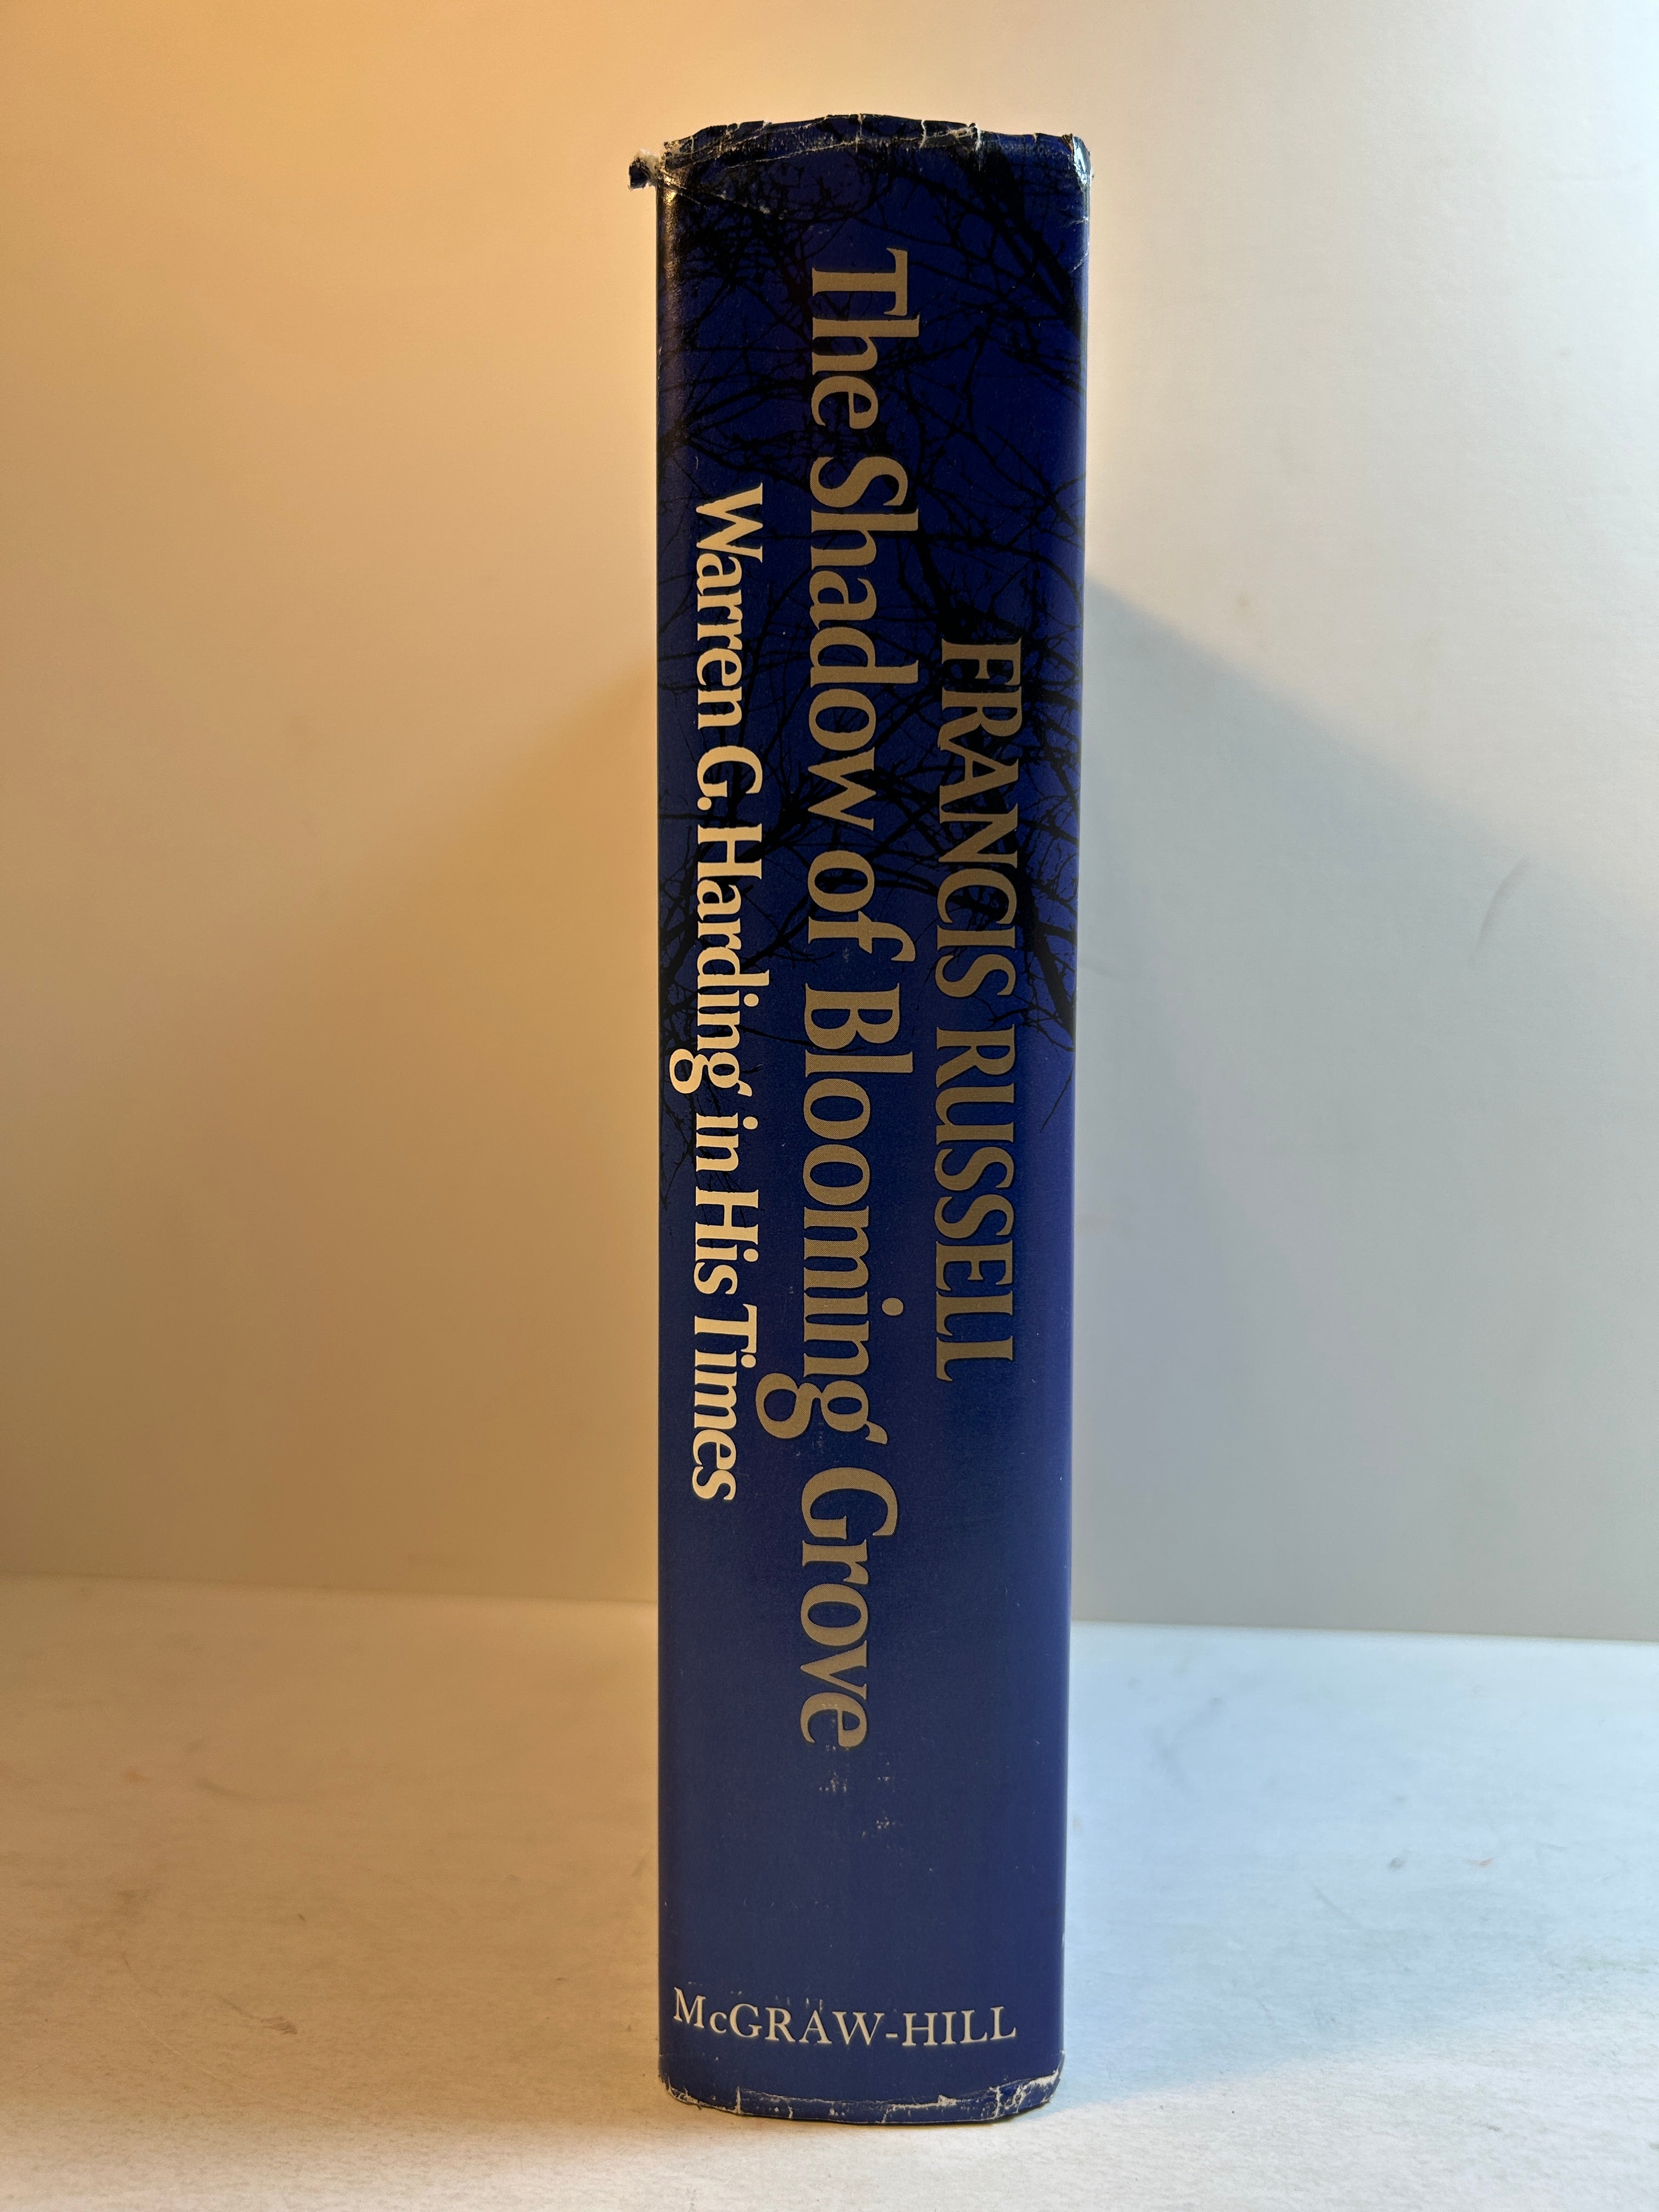 FRANCIS RUSSELL
The Shadow of Blooming Grove
Warren G. Harding in His Times
McGRAW-HILL